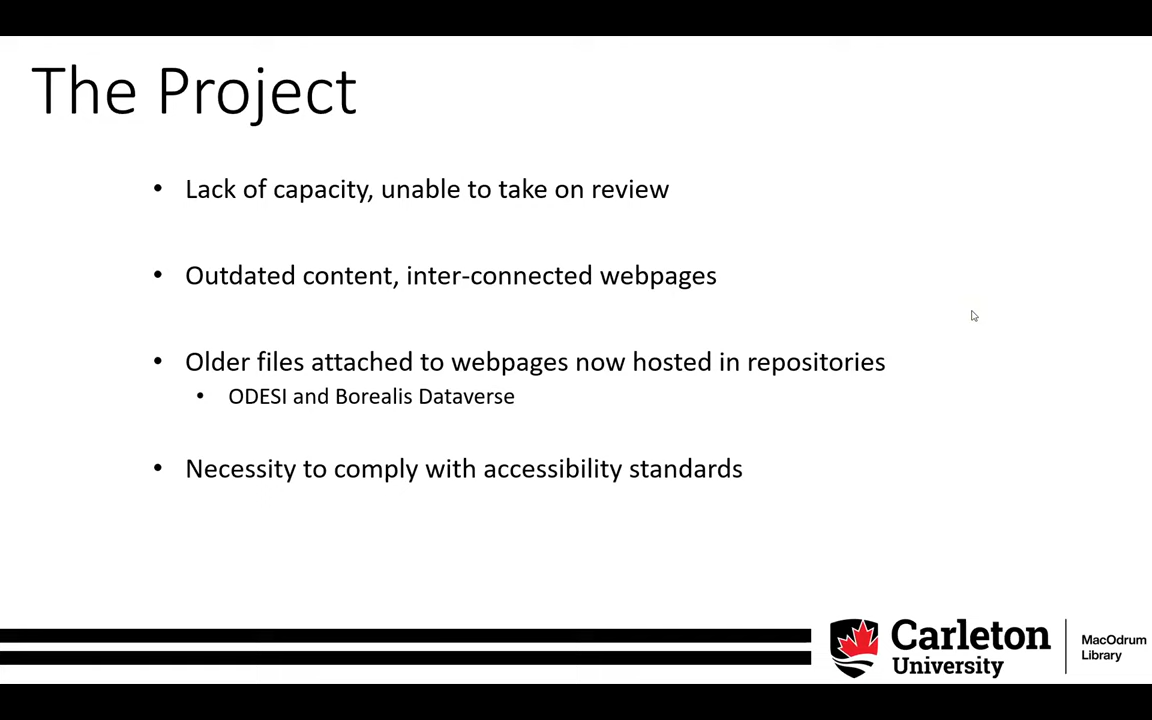 The Project
• Lack of capacity, unable to take on review
• Outdated content, inter-connected webpages
• Older files attached to webpages now hosted in repositories
• ODESI and Borealis Dataverse
• Necessity to comply with accessibility standards
Carleton
University
MacOdrum
Library